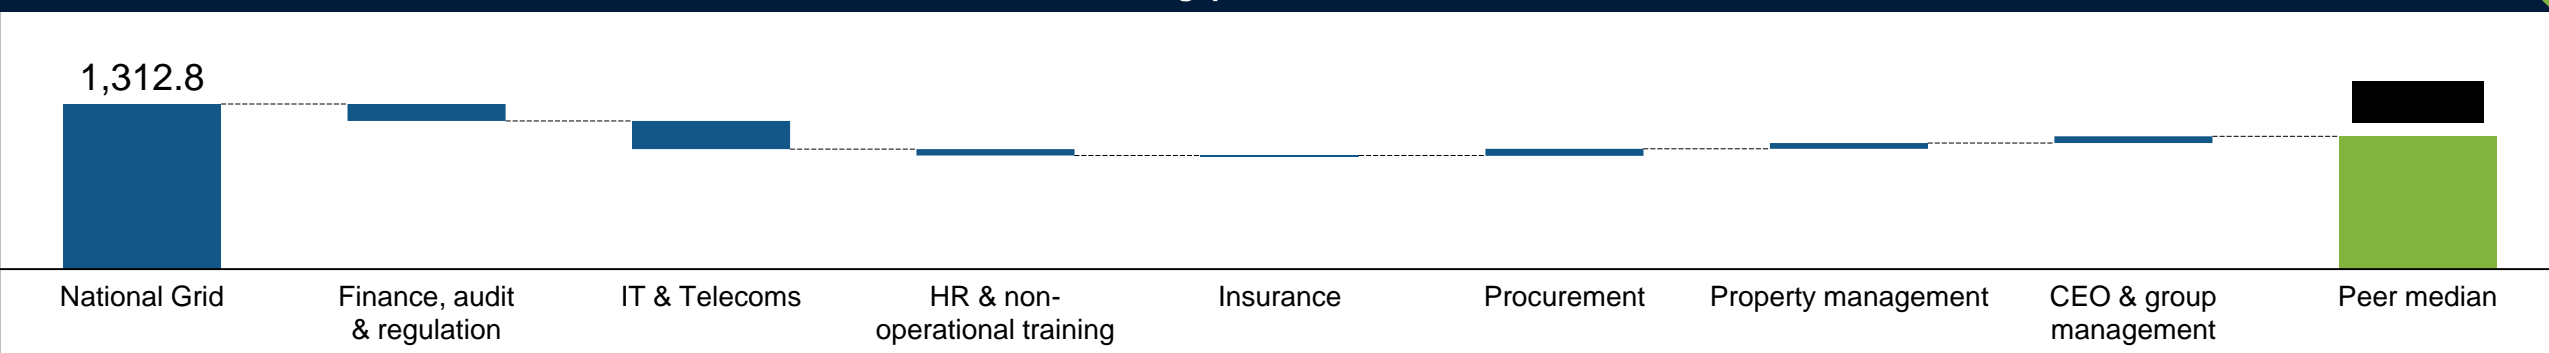 1,312.8
National Grid
Finance, audit
& regulation
IT & Telecoms
HR & non-
operational training
Insurance
Procurement
Property management
CEO & group
management
Peer median